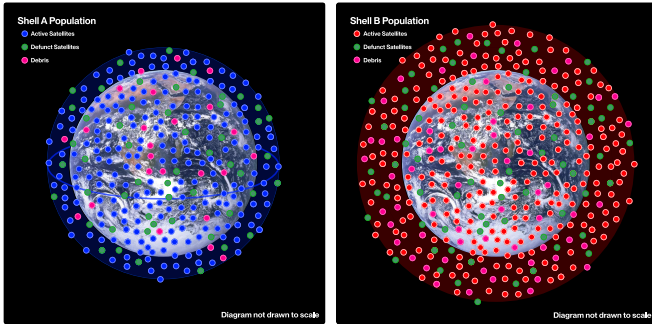 Shell A Population
Active Satellites
Defunct Satellites
Debris
Diagram not drawn to scale
Shell B Population
Active Satellites
Defunct Satellites
Debris
Diagram not drawn to scale